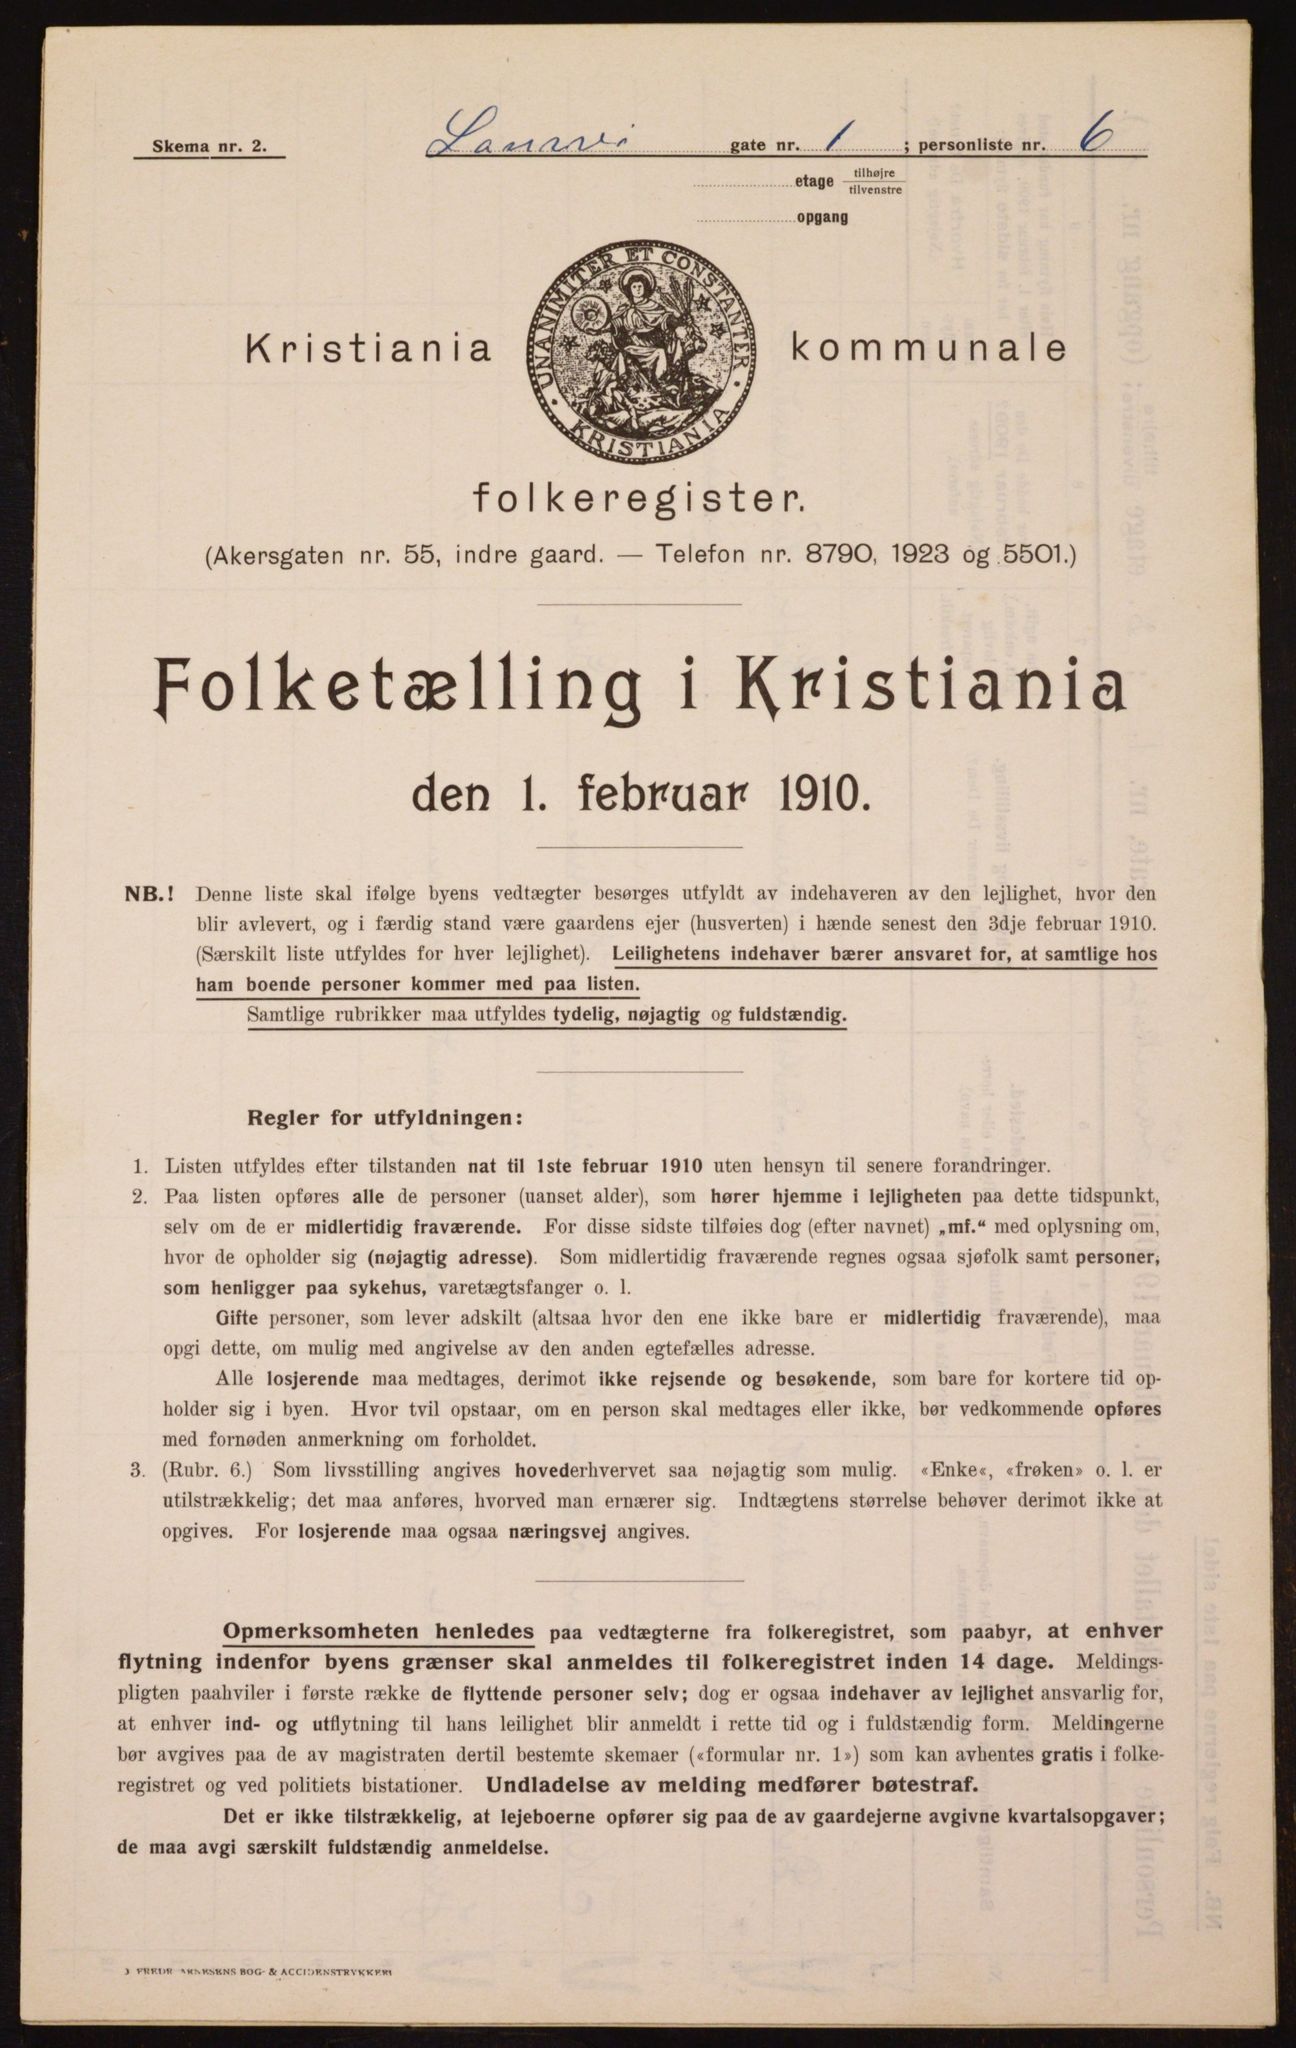 Skema nr. 2.
Laurvi gate nr. 1 ; personliste nr. 6
etage tilhøjre
tilvenstre
opgang
UNANIMITER ET CONSTANTER
KRISTIANIA
Kristiania kommunale
folkeregister.
(Akersgaten nr. 55, indre gaard. — Telefon nr. 8790, 1923 og 5501.)
Folketælling i Kristiania
den 1. februar 1910.
NB.! Denne liste skal ifølge byens vedtægter besørges utfyldt av indehaveren av den lejlighet, hvor den
blir avlevert, og i færdig stand være gaardens ejer (husverten) i hænde senest den 3dje februar 1910.
(Særskilt liste utfyldes for hver lejlighet). Leilighetens indehaver bærer ansvaret for, at samtlige hos
ham boende personer kommer med paa listen.
Samtlige rubrikker maa utfyldes tydelig, nøjagtig og fuldstændig.
Regler for utfyldningen:
1. Listen utfyldes efter tilstanden nat til 1ste februar 1910 uten hensyn til senere forandringer.
2. Paa listen opføres alle de personer (uanset alder), som hører hjemme i lejligheten paa dette tidspunkt,
selv om de er midlertidig fraværende. For disse sidste tilføies dog (efter navnet) „mf.“ med oplysning om,
hvor de opholder sig (nøjagtig adresse). Som midlertidig fraværende regnes ogsaa sjøfolk samt personer,
som henligger paa sykehus, varetægtsfanger o. l.
Gifte personer, som lever adskilt (altsaa hvor den ene ikke bare er midlertidig fraværende), maa
opgi dette, om mulig med angivelse av den anden egtefælles adresse.
Alle losjerende maa medtages, derimot ikke rejsende og besøkende, som bare for kortere tid op-
holder sig i byen. Hvor tvil opstaar, om en person skal medtages eller ikke, bør vedkommende opføres
med fornøden anmerkning om forholdet.
3. (Rubr. 6.) Som livsstilling angives hovederhvervet saa nøjagtig som mulig. «Enke«, «frøken» o. l. er
utilstrækkelig; det maa anføres, hvorved man ernærer sig. Indtægtens størrelse behøver derimot ikke at
opgives. For losjerende maa ogsaa næringsvej angives.
Opmerksomheten henledes paa vedtægterne fra folkeregistret, som paabyr, at enhver
flytning indenfor byens grænser skal anmeldes til folkeregistret inden 14 dage. Meldings-
pligten paahviler i første række de flyttende personer selv; dog er ogsaa indehaver av lejlighet ansvarlig for,
at enhver ind- og utflytning til hans leilighet blir anmeldt i rette tid og i fuldstændig form. Meldingerne
bør avgives paa de av magistraten dertil bestemte skemaer («formular nr. 1») som kan avhentes gratis i folke-
registret og ved politiets bistationer. Undladelse av melding medfører bøtestraf.
Det er ikke tilstrækkelig, at lejeboerne opfører sig paa de av gaardejerne avgivne kvartalsopgaver;
de maa avgi særskilt fuldstændig anmeldelse.
BOG- & ACCIDENSTRYKKERI